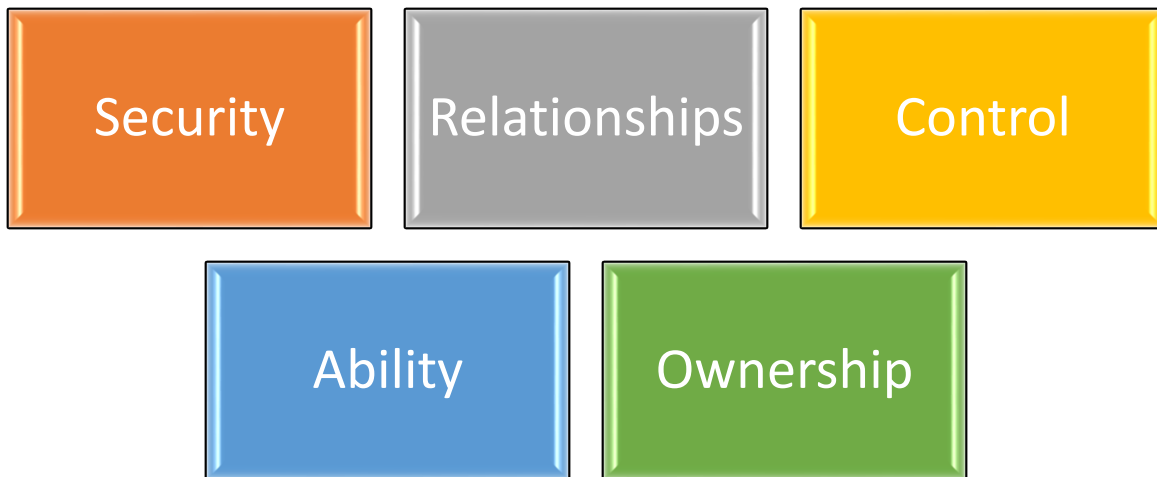 Security
Relationships
Control
Ability
Ownership